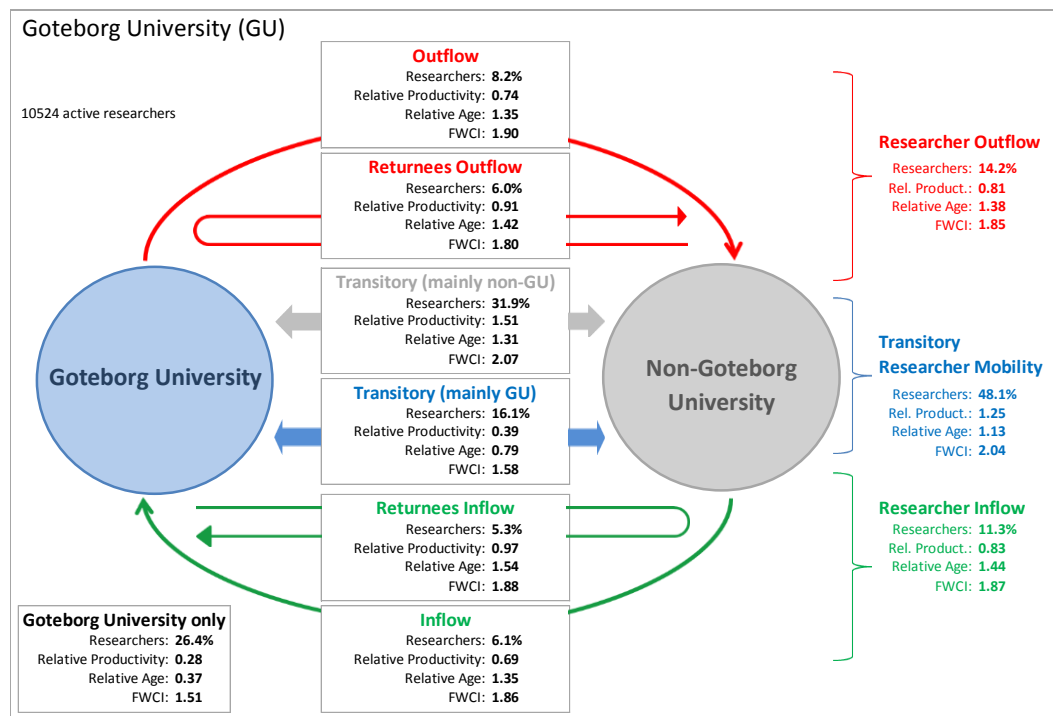 Goteborg University (GU)
10524 active researchers
Outflow
Researchers: 8.2%
Relative Productivity: 0.74
Relative Age: 1.35
FWCI: 1.90
Returnees Outflow
Researchers: 6.0%
Relative Productivity: 0.91
Relative Age: 1.42
FWCI: 1.80
Transitory (mainly non-GU)
Researchers: 31.9%
Relative Productivity: 1.51
Relative Age: 1.31
FWCI: 2.07
Goteborg University
Non-Goteborg
University
Transitory (mainly GU)
Researchers: 16.1%
Relative Productivity: 0.39
Relative Age: 0.79
FWCI: 1.58
Returnees Inflow
Researchers: 5.3%
Relative Productivity: 0.97
Relative Age: 1.54
FWCI: 1.88
Inflow
Researchers: 6.1%
Relative Productivity: 0.69
Relative Age: 1.35
FWCI: 1.86
Goteborg University only
Researchers: 26.4%
Relative Productivity: 0.28
Relative Age: 0.37
FWCI: 1.51
Researcher Outflow
Researchers: 14.2%
Rel. Product.: 0.81
Relative Age: 1.38
FWCI: 1.85
Transitory
Researcher Mobility
Researchers: 48.1%
Rel. Product.: 1.25
Relative Age: 1.13
FWCI: 2.04
Researcher Inflow
Researchers: 11.3%
Rel. Product.: 0.83
Relative Age: 1.44
FWCI: 1.87